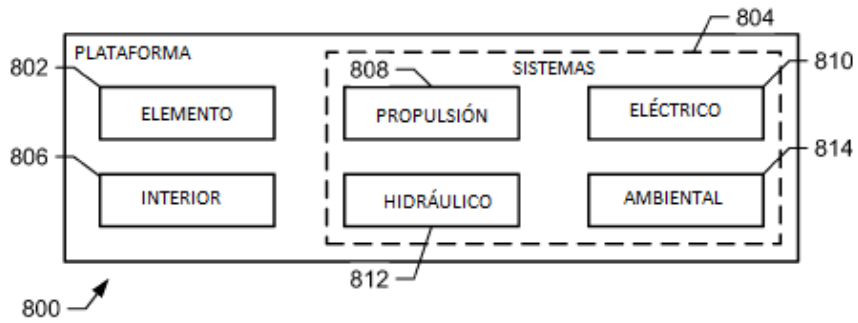 804
PLATAFORMA
802
808
SISTEMAS
810
ELEMENTO
PROPULSIÓN
ELÉCTRICO
806
814
INTERIOR
HIDRÁULICO
AMBIENTAL
812
800